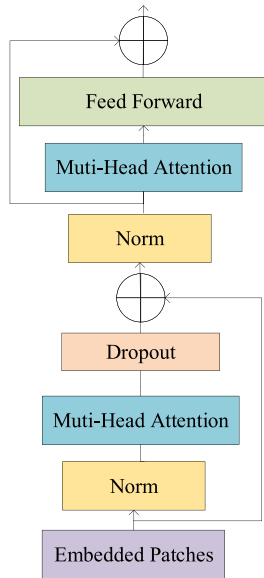 Feed Forward
Muti-Head Attention
Norm
Dropout
Muti-Head Attention
Norm
Embedded Patches